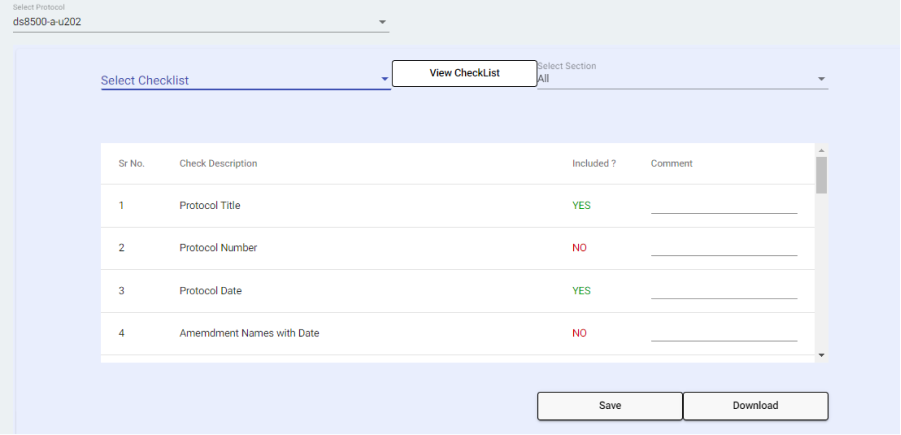 Select Protocol
ds8500-a-u202
Select Checklist
View CheckList
Select Section
All
Sr No. Check Description Included ? Comment
1 Protocol Title YES
2 Protocol Number NO
3 Protocol Date YES
4 Amemdment Names with Date NO
Save Download